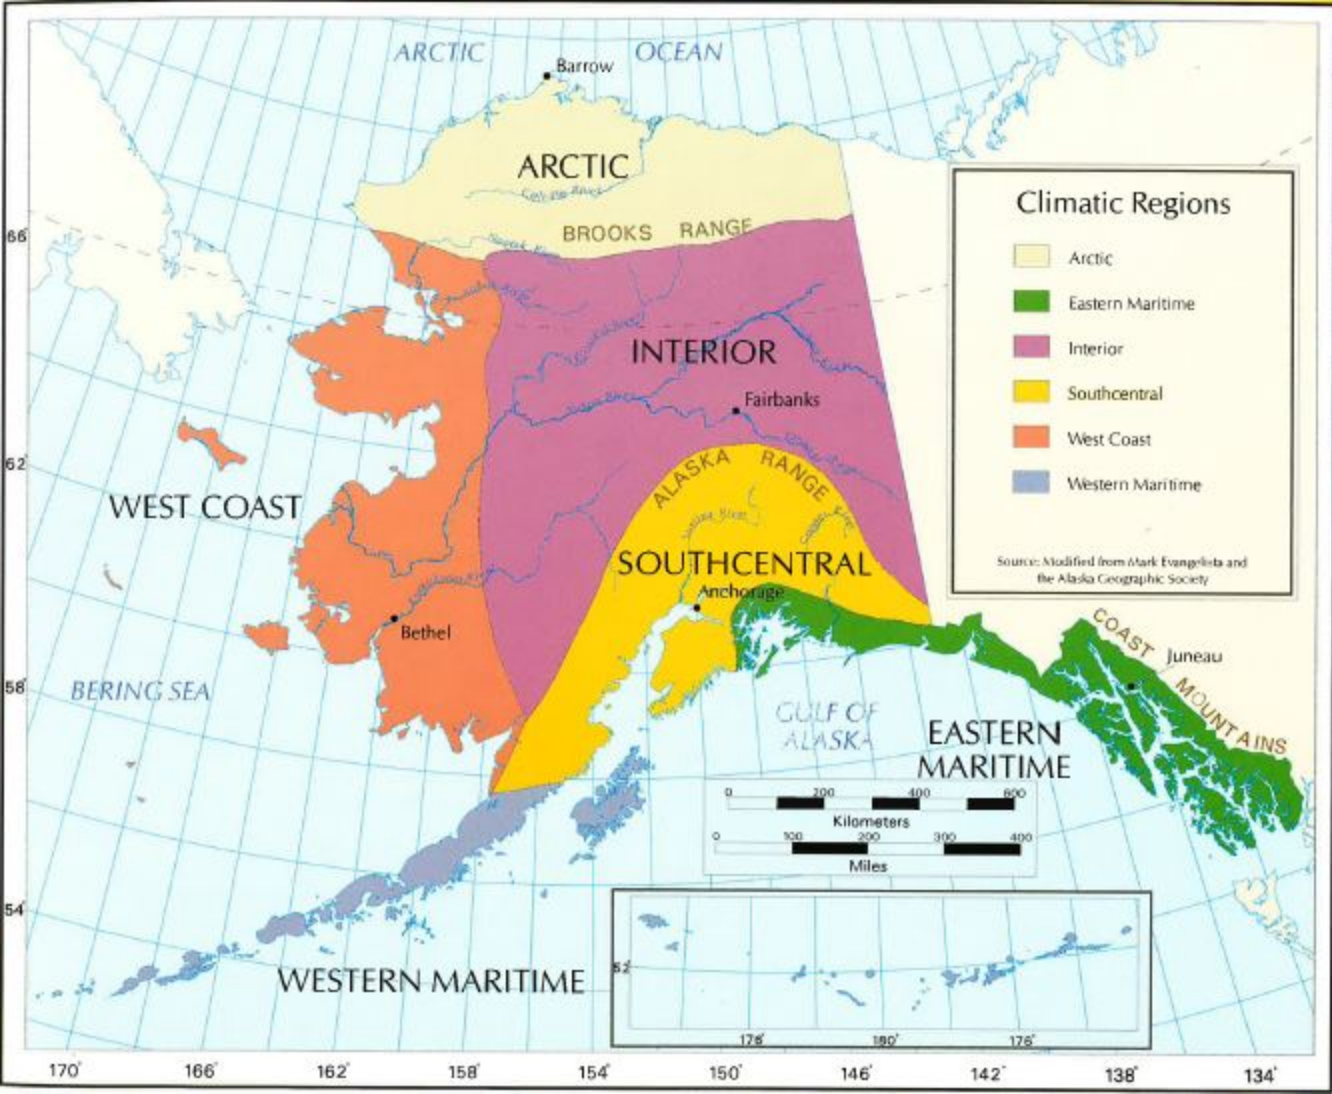 ARCTIC OCEAN
Barrow
ARCTIC
BROOKS RANGE
66°
Climatic Regions
Arctic
Eastern Maritime
Interior
Southcentral
West Coast
Western Maritime
Source: Modified from Mark Evangelista and
the Alaska Geographic Society
INTERIOR
Fairbanks
62°
ALASKA RANGE
WEST COAST
SOUTHCENTRAL
Anchorage
Bethel
COAST MOUNTAINS
Juneau
58°
BERING SEA
GULF OF
ALASKA
EASTERN
MARITIME
0 200 400 600
Kilometers
0 100 200 300 400
Miles
54°
WESTERN MARITIME
52°
176° 180° 176°
170° 166° 162° 158° 154° 150° 146° 142° 138° 134°